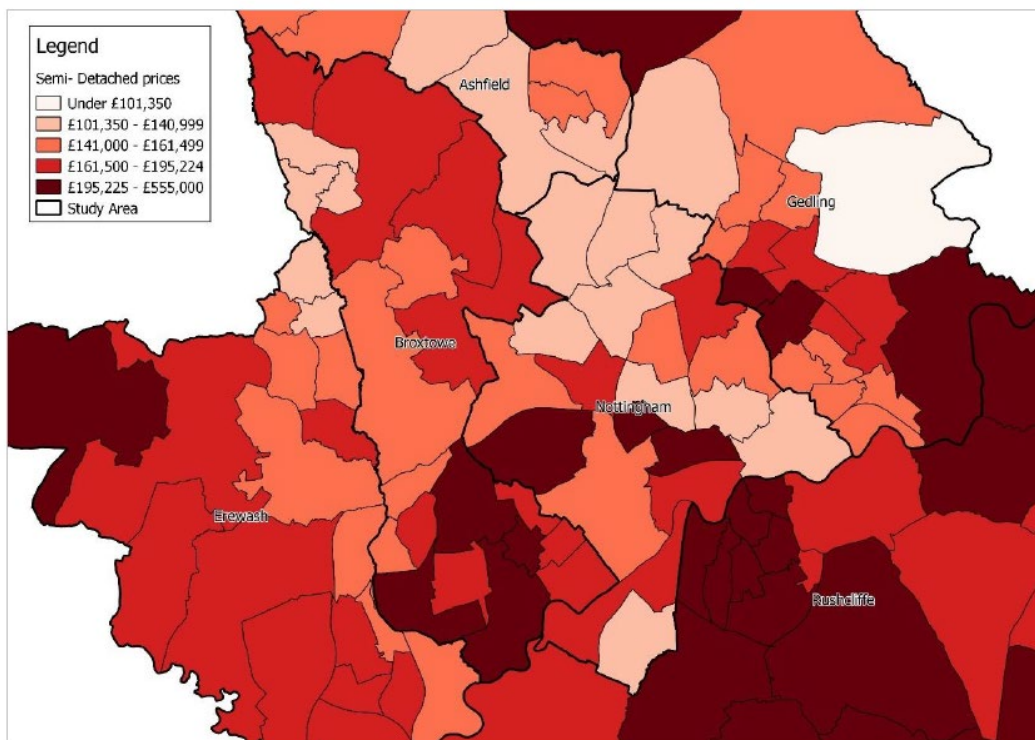 Legend
Semi- Detached prices
Under £101,350
£101,350 - £140,999
£141,000 - £161,499
£161,500 - £195,224
£195,225 - £555,000
Study Area
Ashfield
Gedling
Broxtowe
Nottingham
Erewash
Rushcliffe